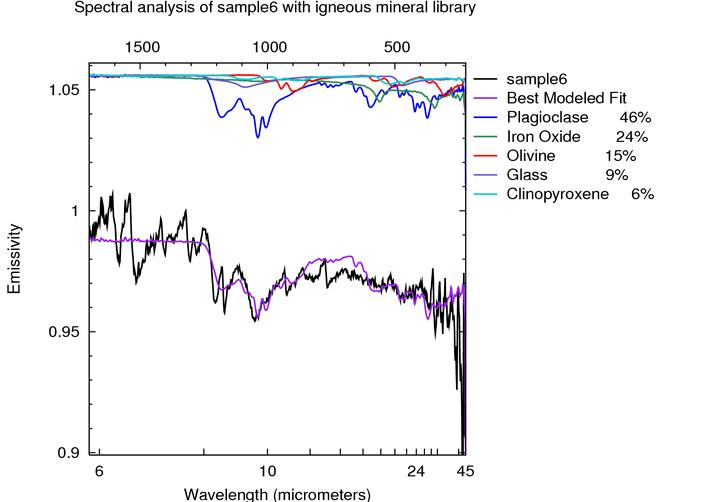 Spectral analysis of sample6 with igneous mineral library
1500 1000 500
1.05
1
0.95
0.9
Emissivity
6 10 24 45
Wavelength (micrometers)
sample6
Best Modeled Fit
Plagioclase 46%
Iron Oxide 24%
Olivine 15%
Glass 9%
Clinopyroxene 6%